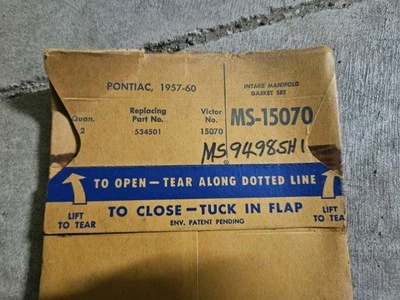 PONTIAC, 1957-60
INTAKE MANIFOLD
GASKET SET
Quan. Replacing Part No. Victor No. MS-15070
2 534501 15070
MS 94985H1
®
TO OPEN — TEAR ALONG DOTTED LINE
LIFT TO TEAR
TO CLOSE — TUCK IN FLAP
LIFT TO TEAR
ENV. PATENT PENDING